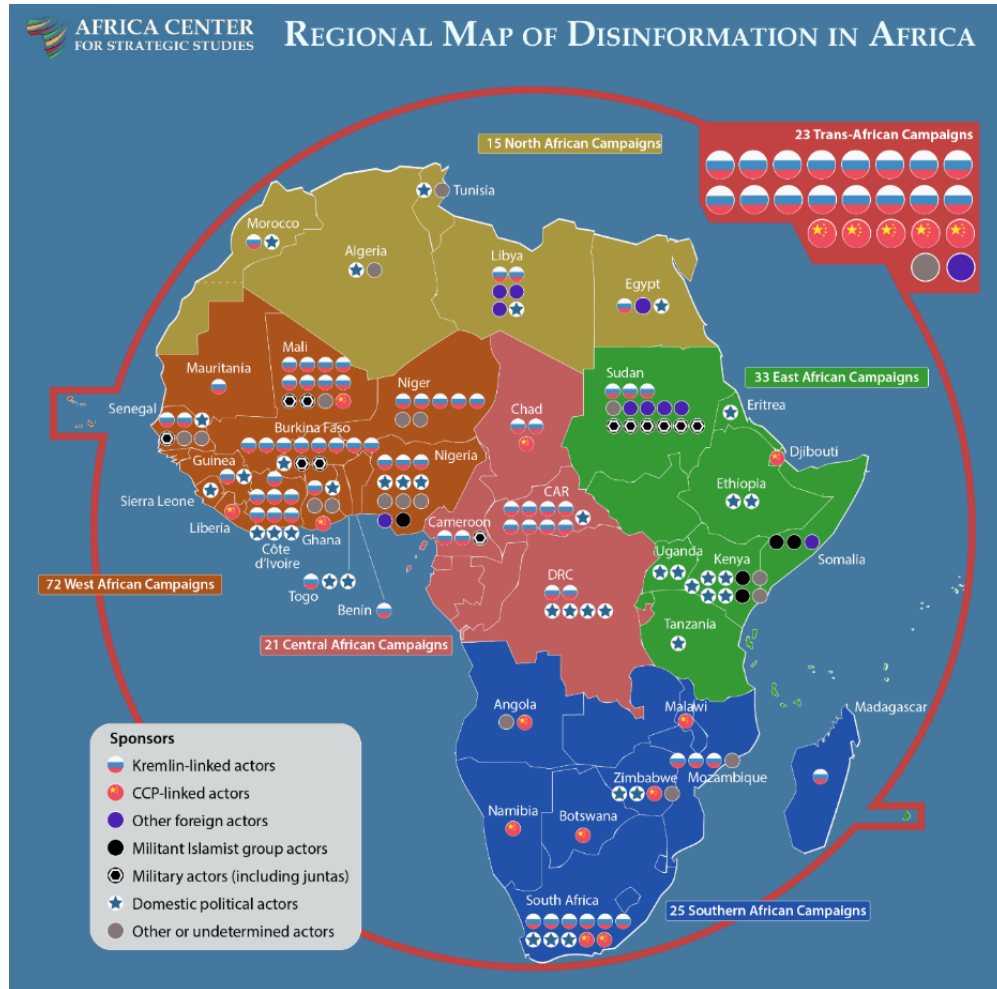 AFRICA CENTER
FOR STRATEGIC STUDIES
REGIONAL MAP OF DISINFORMATION IN AFRICA
23 Trans-African Campaigns
15 North African Campaigns
Tunisia
Morocco
Algeria
Libya
Egypt
Mauritania
Mali
Niger
Chad
Sudan
33 East African Campaigns
Eritrea
Senegal
Burkina Faso
Nigeria
Djibouti
Guinea
Ethiopia
Sierra Leone
CAR
Liberia
Ghana
Cameroon
Côte
d'Ivoire
Uganda
Kenya
Somalia
72 West African Campaigns
DRC
Togo
Benin
Tanzania
21 Central African Campaigns
Angola
Malawi
Madagascar
Zimbabwe
Mozambique
Namibia
Botswana
South Africa
25 Southern African Campaigns
Sponsors
Kremlin-linked actors
CCP-linked actors
Other foreign actors
Militant Islamist group actors
Military actors (including juntas)
Domestic political actors
Other or undetermined actors